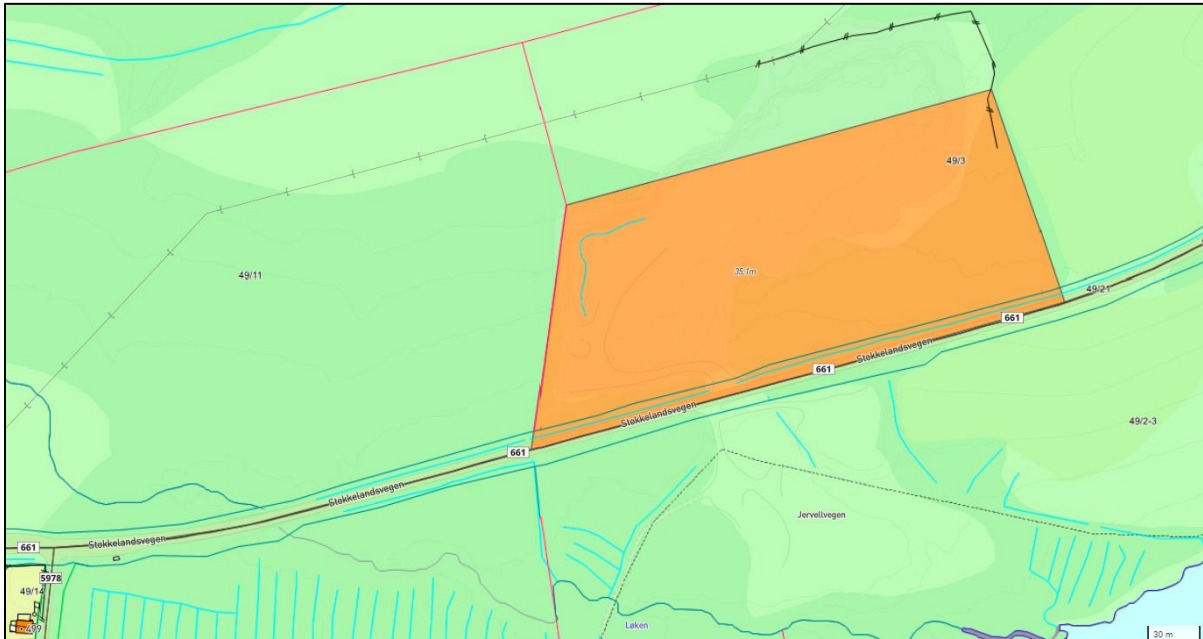 49/3
49/11
35,1m
49/21
661
Stokkelandsvegen
661
Stokkelandsvegen
49/2-3
661
Stokkelandsvegen
Jervellvegen
661
Stokkelandsvegen
5978
49/14
499
Løken
30 m